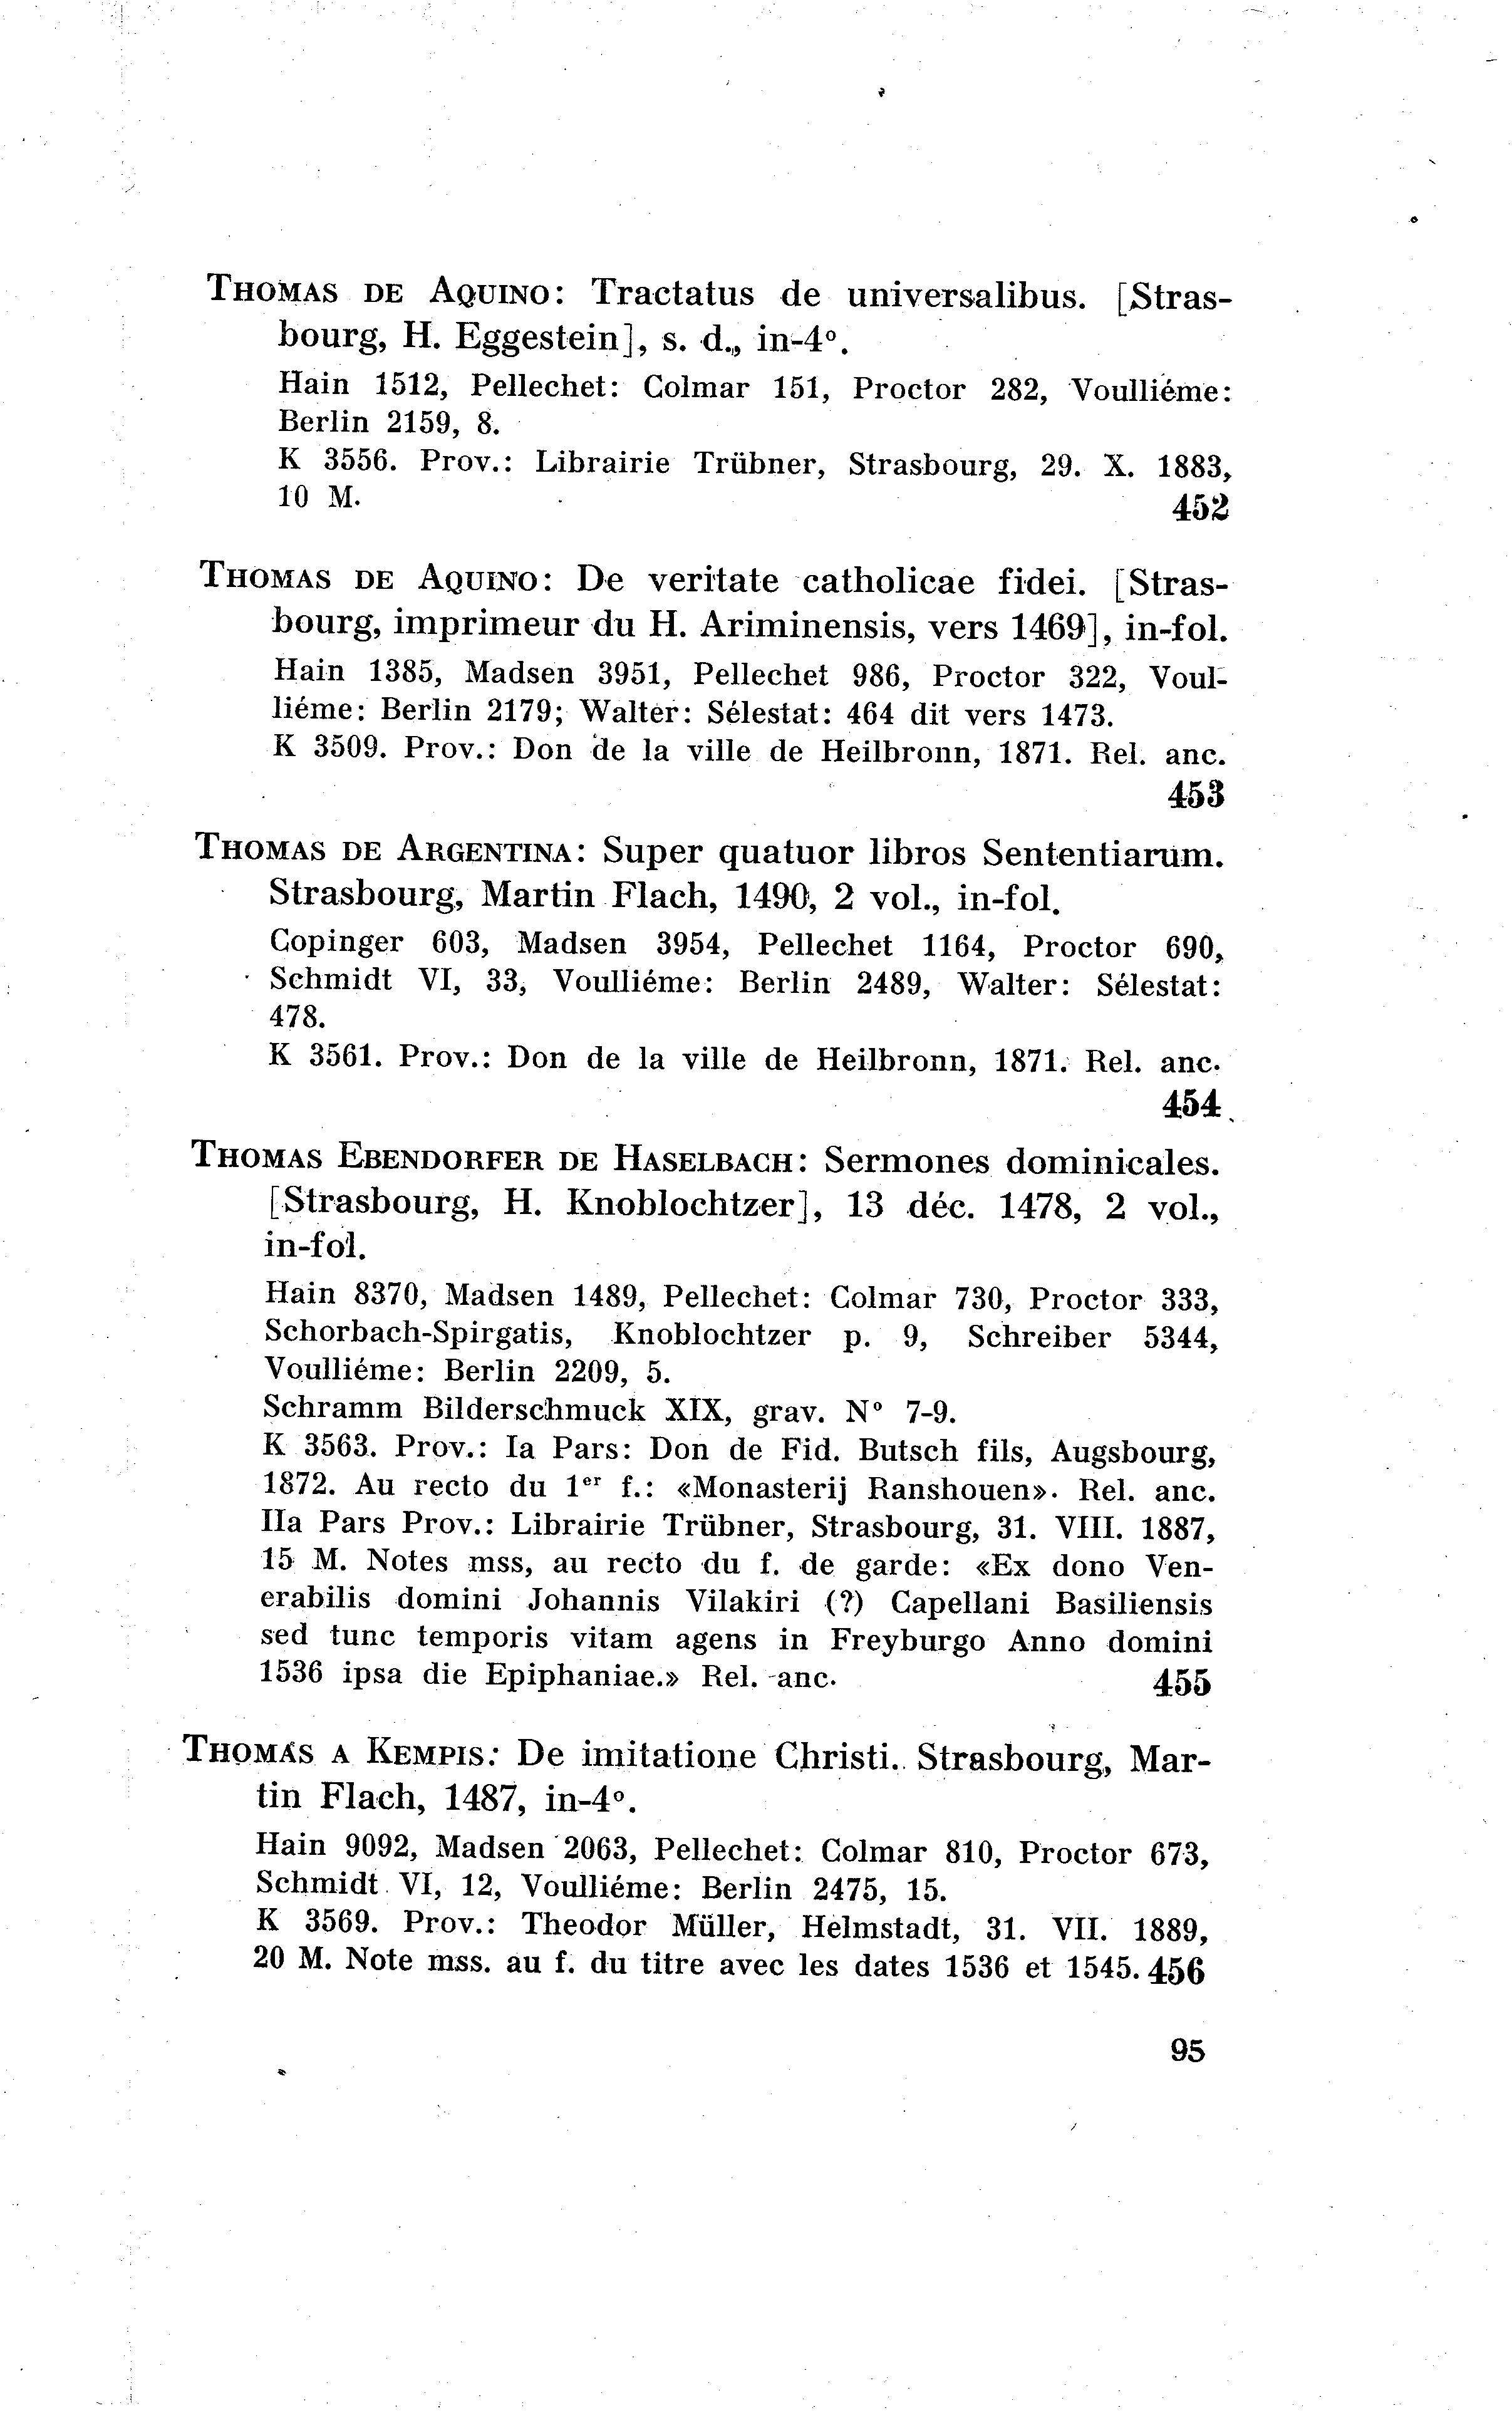 THOMAS DE AQUINO: Tractatus de universalibus. [Stras-
bourg, H. Eggestein], s. d., in-4°.
Hain 1512, Pellechet: Colmar 151, Proctor 282, Voulliéme:
Berlin 2159, 8.
K 3556. Prov.: Librairie Trübner, Strasbourg, 29. X. 1883,
10 M. 452
THOMAS DE AQUINO: De veritate catholicae fidei. [Stras-
bourg, imprimeur du H. Ariminensis, vers 1469], in-fol.
Hain 1385, Madsen 3951, Pellechet 986, Proctor 322, Voul-
liéme: Berlin 2179; Walter: Sélestat: 464 dit vers 1473.
K 3509. Prov.: Don de la ville de Heilbronn, 1871. Rel. anc.
453
THOMAS DE ARGENTINA: Super quatuor libros Sententiarum.
Strasbourg, Martin Flach, 1490, 2 vol., in-fol.
Copinger 603, Madsen 3954, Pellechet 1164, Proctor 690,
Schmidt VI, 33, Voulliéme: Berlin 2489, Walter: Sélestat:
478.
K 3561. Prov.: Don de la ville de Heilbronn, 1871. Rel. anc.
454
THOMAS EBENDORFER DE HASELBACH: Sermones dominicales.
[Strasbourg, H. Knoblochtzer], 13 déc. 1478, 2 vol.,
in-fol.
Hain 8370, Madsen 1489, Pellechet: Colmar 730, Proctor 333,
Schorbach-Spirgatis, Knoblochtzer p. 9, Schreiber 5344,
Voulliéme: Berlin 2209, 5.
Schramm Bilderschmuck XIX, grav. N° 7-9.
K 3563. Prov.: Ia Pars: Don de Fid. Butsch fils, Augsbourg,
1872. Au recto du 1er f.: «Monasterij Ranshouen». Rel. anc.
IIa Pars Prov.: Librairie Trübner, Strasbourg, 31. VIII. 1887,
15 M. Notes mss, au recto du f. de garde: «Ex dono Ven-
erabilis domini Johannis Vilakiri (?) Capellani Basiliensis
sed tunc temporis vitam agens in Freyburgo Anno domini
1536 ipsa die Epiphaniae.» Rel. anc. 455
THOMAS A KEMPIS: De imitatione Christi. Strasbourg, Mar-
tin Flach, 1487, in-4°.
Hain 9092, Madsen 2063, Pellechet: Colmar 810, Proctor 673,
Schmidt VI, 12, Voulliéme: Berlin 2475, 15.
K 3569. Prov.: Theodor Müller, Helmstadt, 31. VII. 1889,
20 M. Note mss. au f. du titre avec les dates 1536 et 1545. 456
95